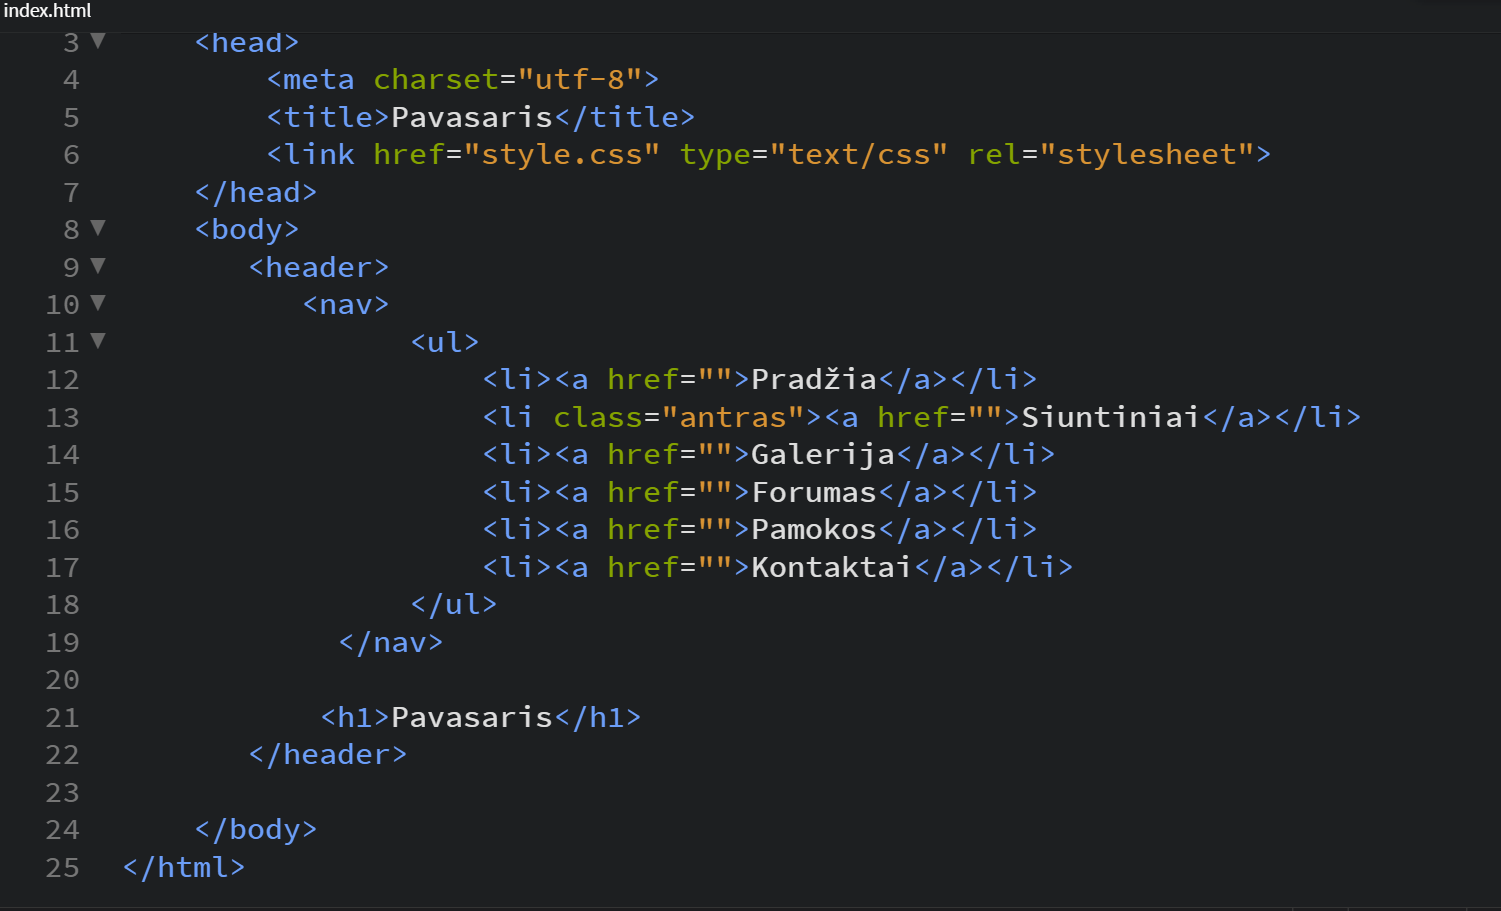 index.html
3 ▼ <head>
4 <meta charset="utf-8">
5 <title>Pavasaris</title>
6 <link href="style.css" type="text/css" rel="stylesheet">
7 </head>
8 ▼ <body>
9 ▼ <header>
10 ▼ <nav>
11 ▼ <ul>
12 <li><a href="">Pradžia</a></li>
13 <li class="antras"><a href="">Siuntiniai</a></li>
14 <li><a href="">Galerija</a></li>
15 <li><a href="">Forumas</a></li>
16 <li><a href="">Pamokos</a></li>
17 <li><a href="">Kontaktai</a></li>
18 </ul>
19 </nav>
20
21 <h1>Pavasaris</h1>
22 </header>
23
24 </body>
25 </html>